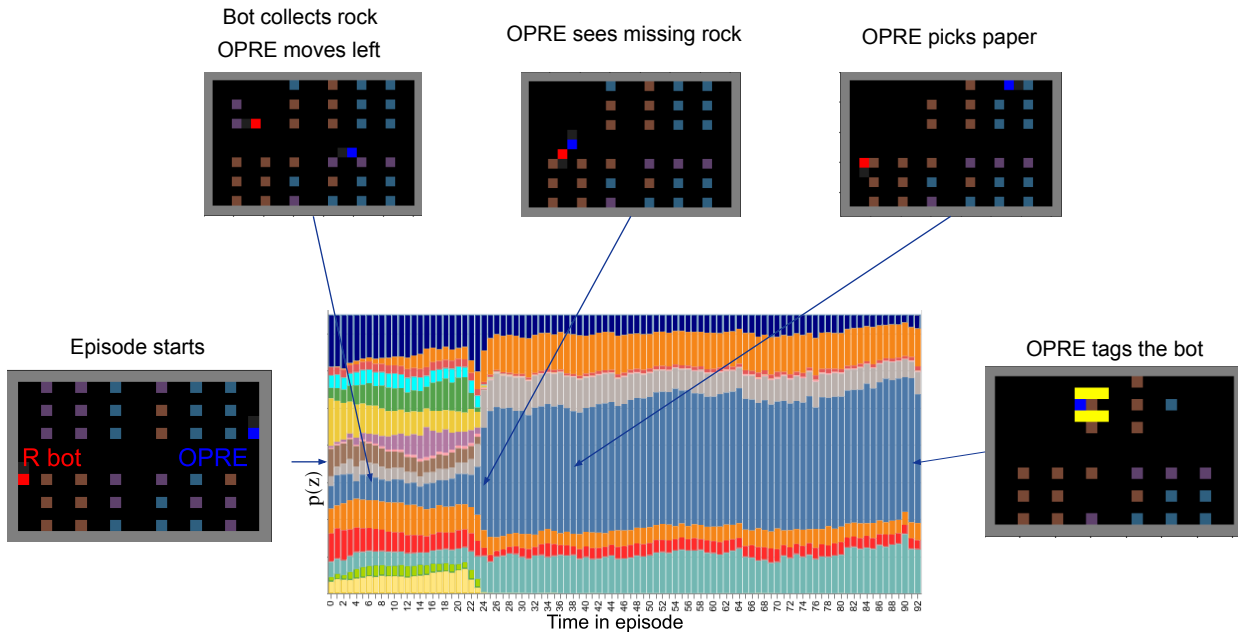 Bot collects rock
OPRE moves left
OPRE sees missing rock
OPRE picks paper
Episode starts
R bot
OPRE
OPRE tags the bot
p(z)
0 2 4 6 8 10 12 14 16 18 20 22 24 26 28 30 32 34 36 38 40 42 44 46 48 50 52 54 56 58 60 62 64 66 68 70 72 74 76 78 80 82 84 86 88 90 92
Time in episode